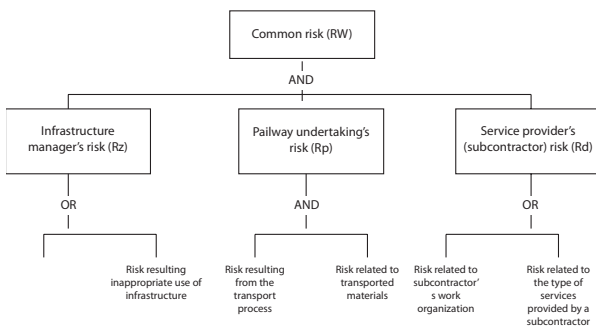 Common risk (RW)
AND
Infrastructure
manager's risk (Rz)
Pailway undertaking's
risk (Rp)
Service provider's
(subcontractor) risk (Rd)
OR
AND
OR
Risk resulting
inappropriate use of
infrastructure
Risk resulting
from the
transport
process
Risk related to
transported
materials
Risk related to
subcontractor'
s work
organization
Risk related to
the type of
services
provided by a
subcontractor